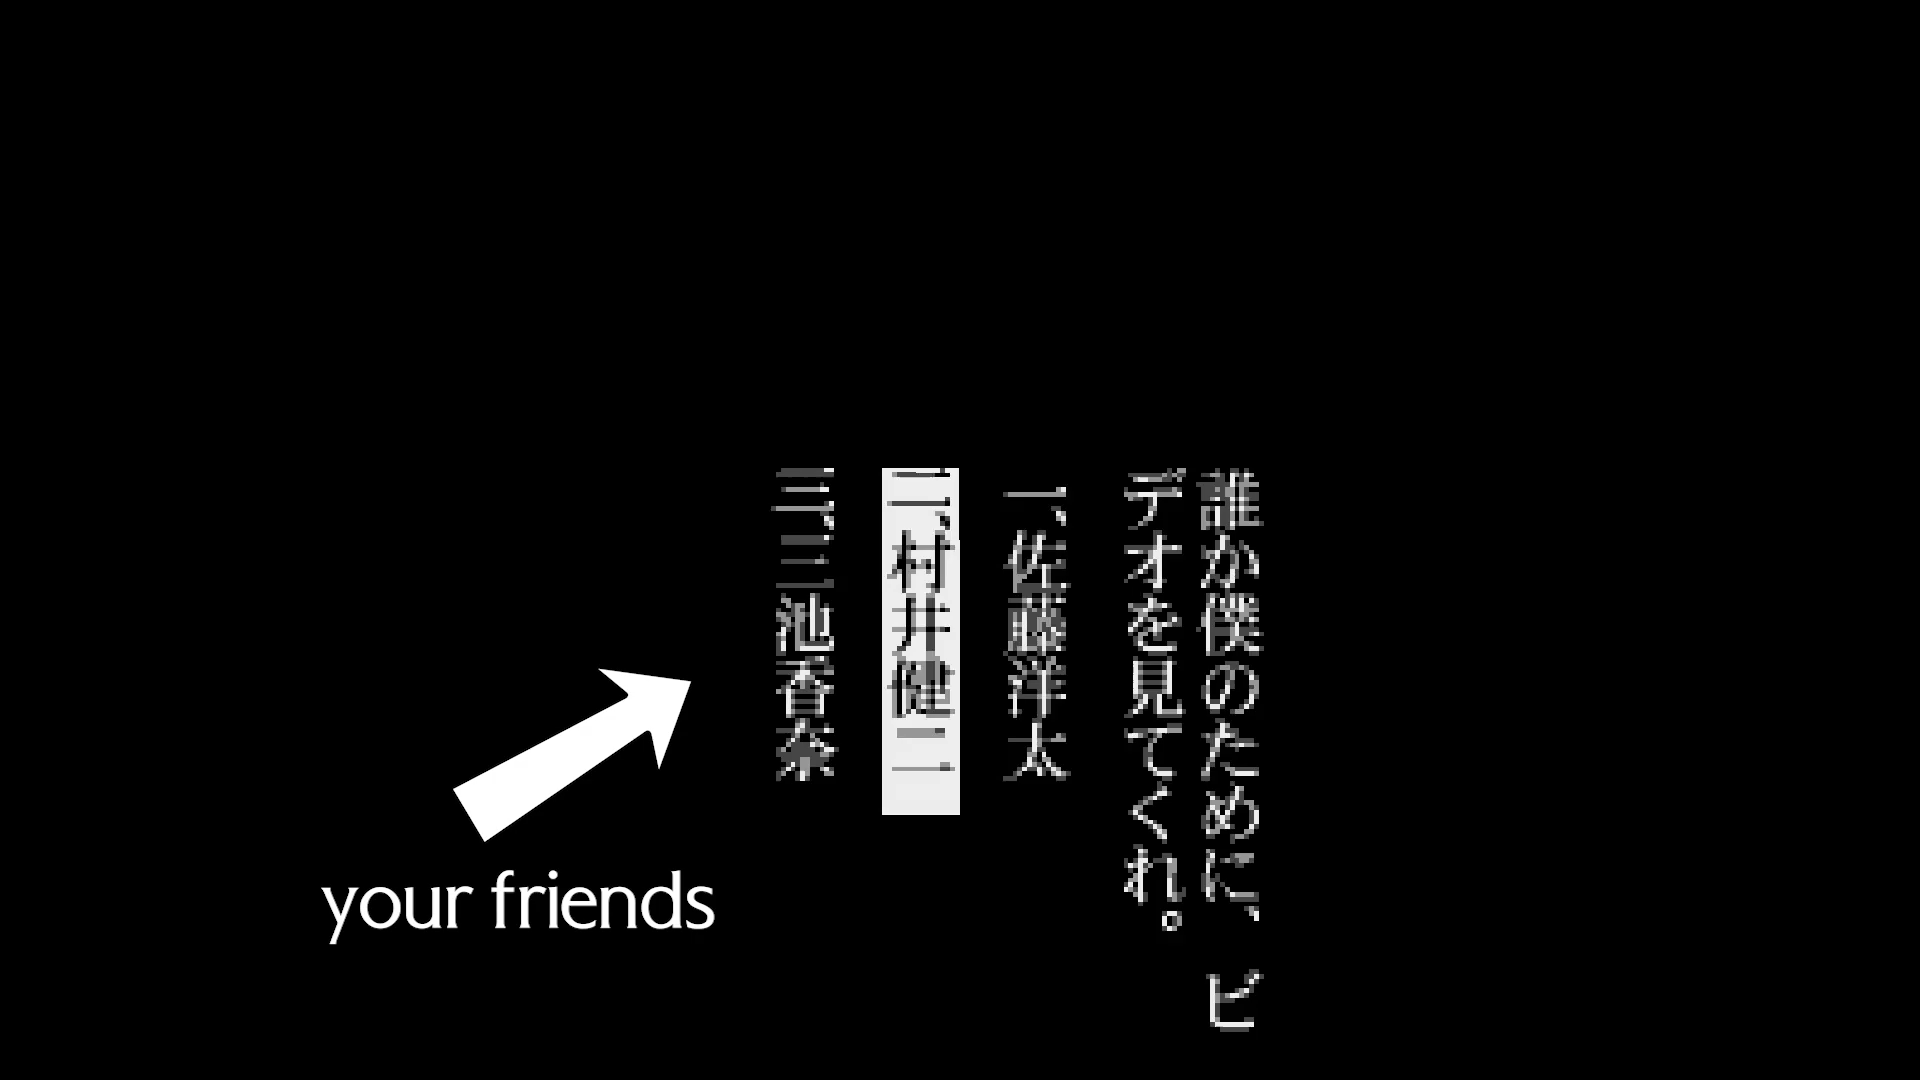 誰か僕のために、ビ
デオを見てくれ。
一、佐藤洋太
二、村井健二
三、三池香奈
your friends